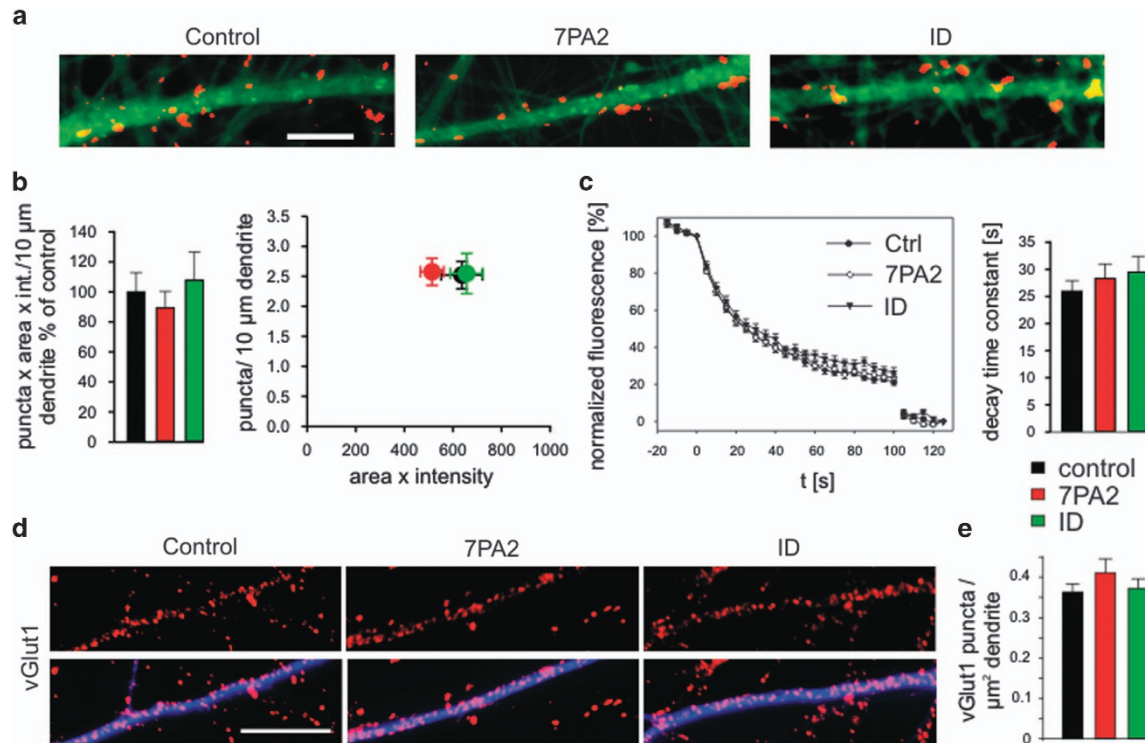 a
Control
7PA2
ID
b
puncta x area x int./10 µm
dendrite % of control
140
120
100
80
60
40
20
0
puncta/ 10 µm dendrite
3.5
3.0
2.5
2.0
1.5
1.0
0.5
0.0
0 200 400 600 800 1000
area x intensity
c
normalized fluorescence [%]
100
80
60
40
20
0
-20 0 20 40 60 80 100 120
t [s]
Ctrl
7PA2
ID
decay time constant [s]
35
30
25
20
15
10
5
0
control
7PA2
ID
d
Control
7PA2
ID
vGlut1
e
vGlut1 puncta /
µm² dendrite
0.4
0.4
0.2
0.1
0